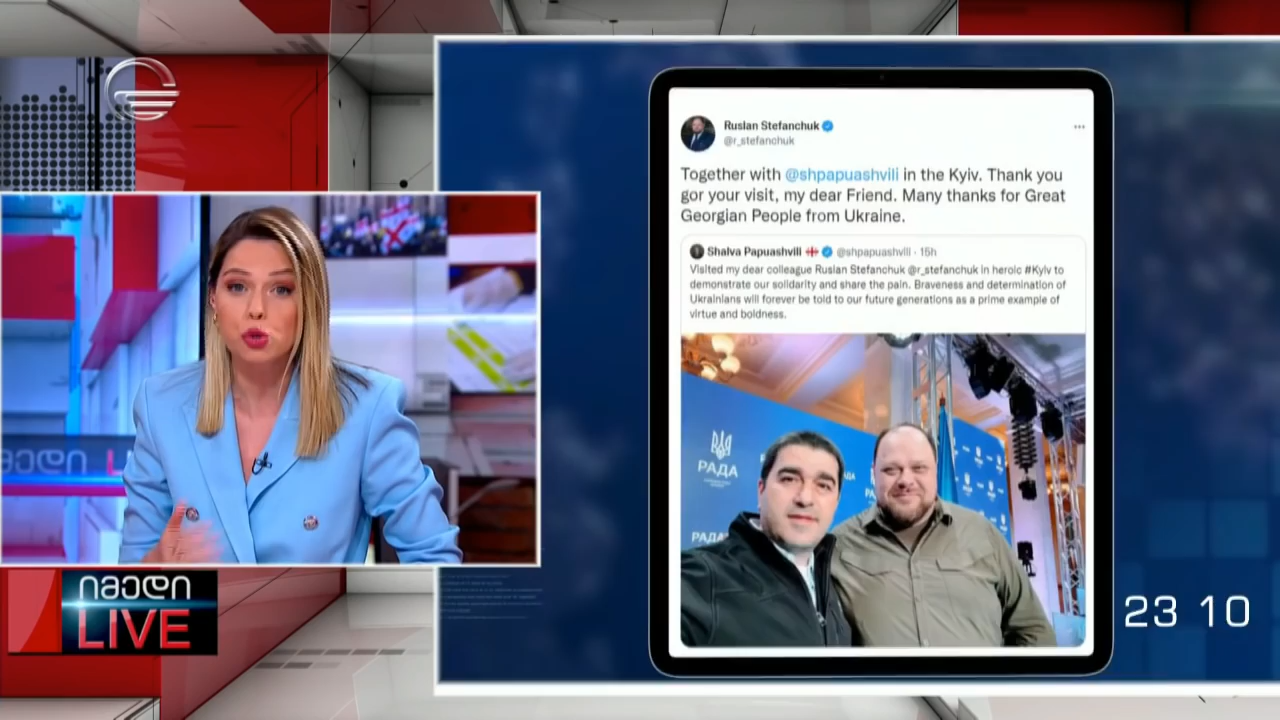 Ruslan Stefanchuk
@r_stefanchuk
Together with @shpapuashvili in the Kyiv. Thank you
gor your visit, my dear Friend. Many thanks for Great
Georgian People from Ukraine.
Shalva Papuashvili @shpapuashvili · 15h
Visited my dear colleague Ruslan Stefanchuk @r_stefanchuk in heroic #Kyiv to
demonstrate our solidarity and share the pain. Braveness and determination of
Ukrainians will forever be told to our future generations as a prime example of
virtue and boldness.
РАДА
РАДА
იმედი
LIVE
23 10